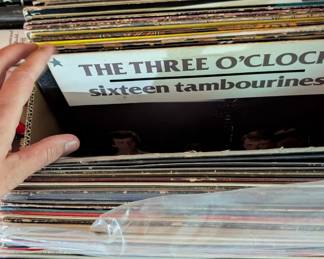 THE THREE O'CLOCK
sixteen tambourines